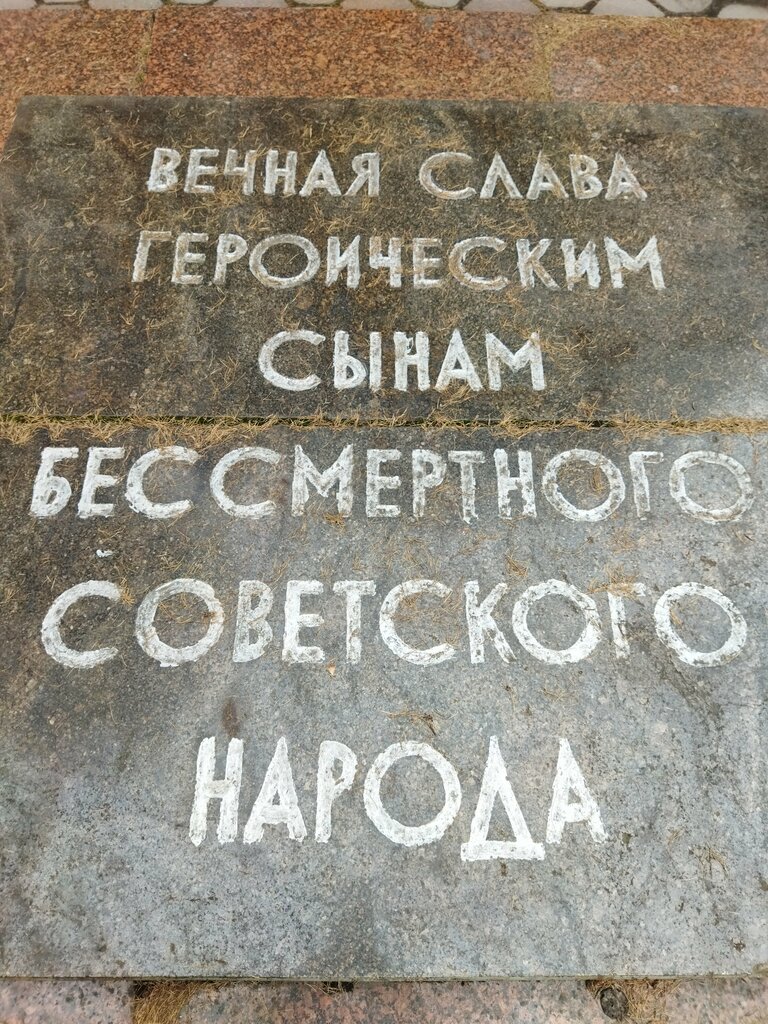 ВЕЧНАЯ СЛАВА
ГЕРОИЧЕСКИМ
СЫНАМ
БЕССМЕРТНОГО
СОВЕТСКОГО
НАРОДА